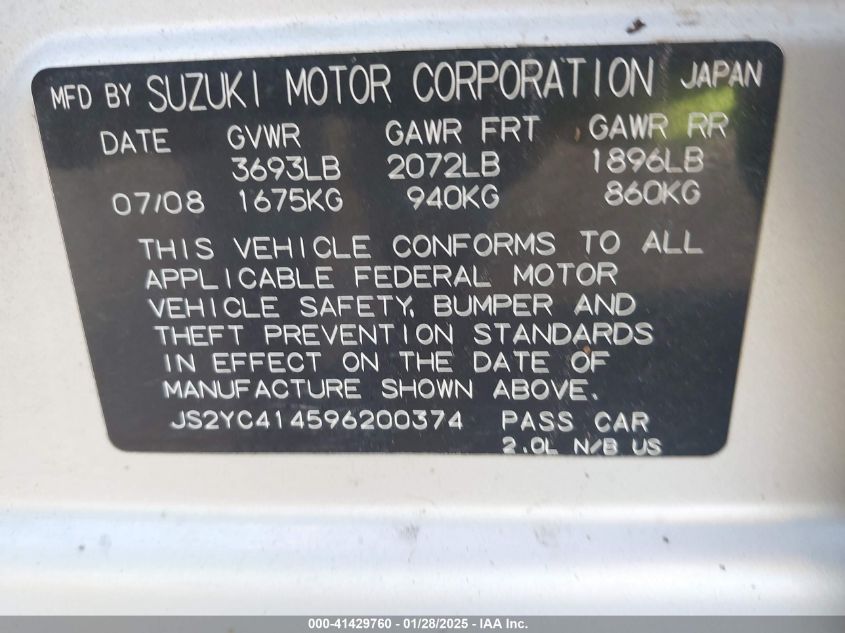 MFD BY SUZUKI MOTOR CORPORATION JAPAN
DATE GVWR GAWR FRT GAWR RR
3693LB 2072LB 1896LB
07/08 1675KG 940KG 860KG
THIS VEHICLE CONFORMS TO ALL
APPLICABLE FEDERAL MOTOR
VEHICLE SAFETY, BUMPER AND
THEFT PREVENTION STANDARDS
IN EFFECT ON THE DATE OF
MANUFACTURE SHOWN ABOVE.
JS2YC414596200374 PASS CAR
2.0L N/B US
000-41429760 - 01/28/2025 - IAA Inc.